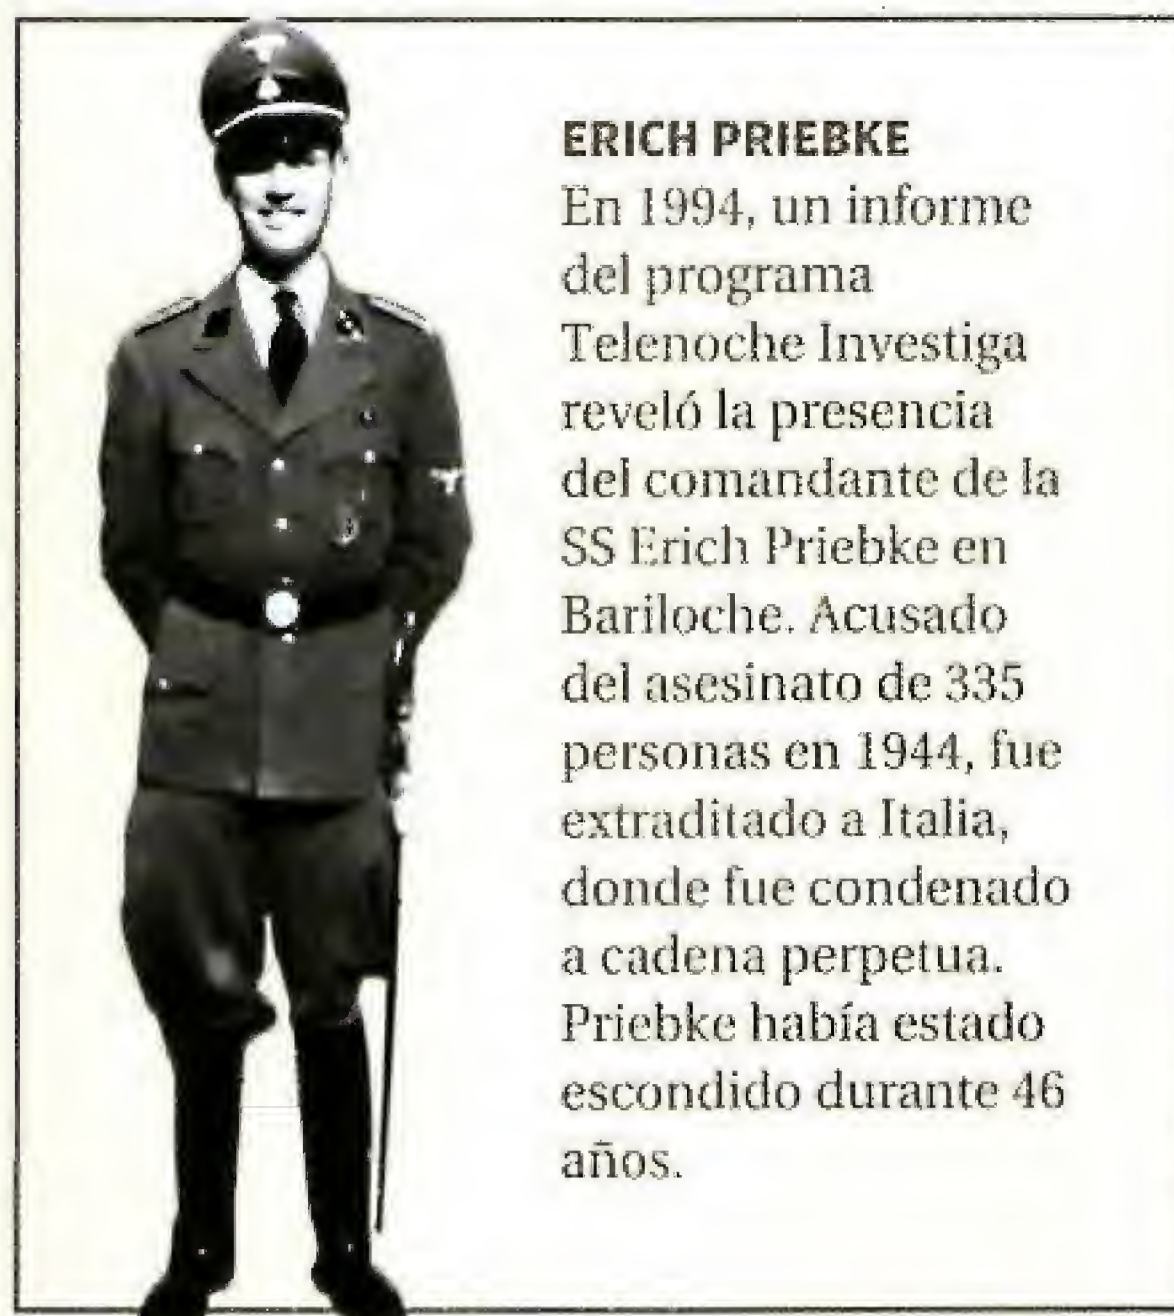 ERICH PRIEBKE
En 1994, un informe
del programa
Telenoche Investiga
reveló la presencia
del comandante de la
SS Erich Priebke en
Bariloche. Acusado
del asesinato de 335
personas en 1944, fue
extraditado a Italia,
donde fue condenado
a cadena perpetua.
Priebke había estado
escondido durante 46
años.